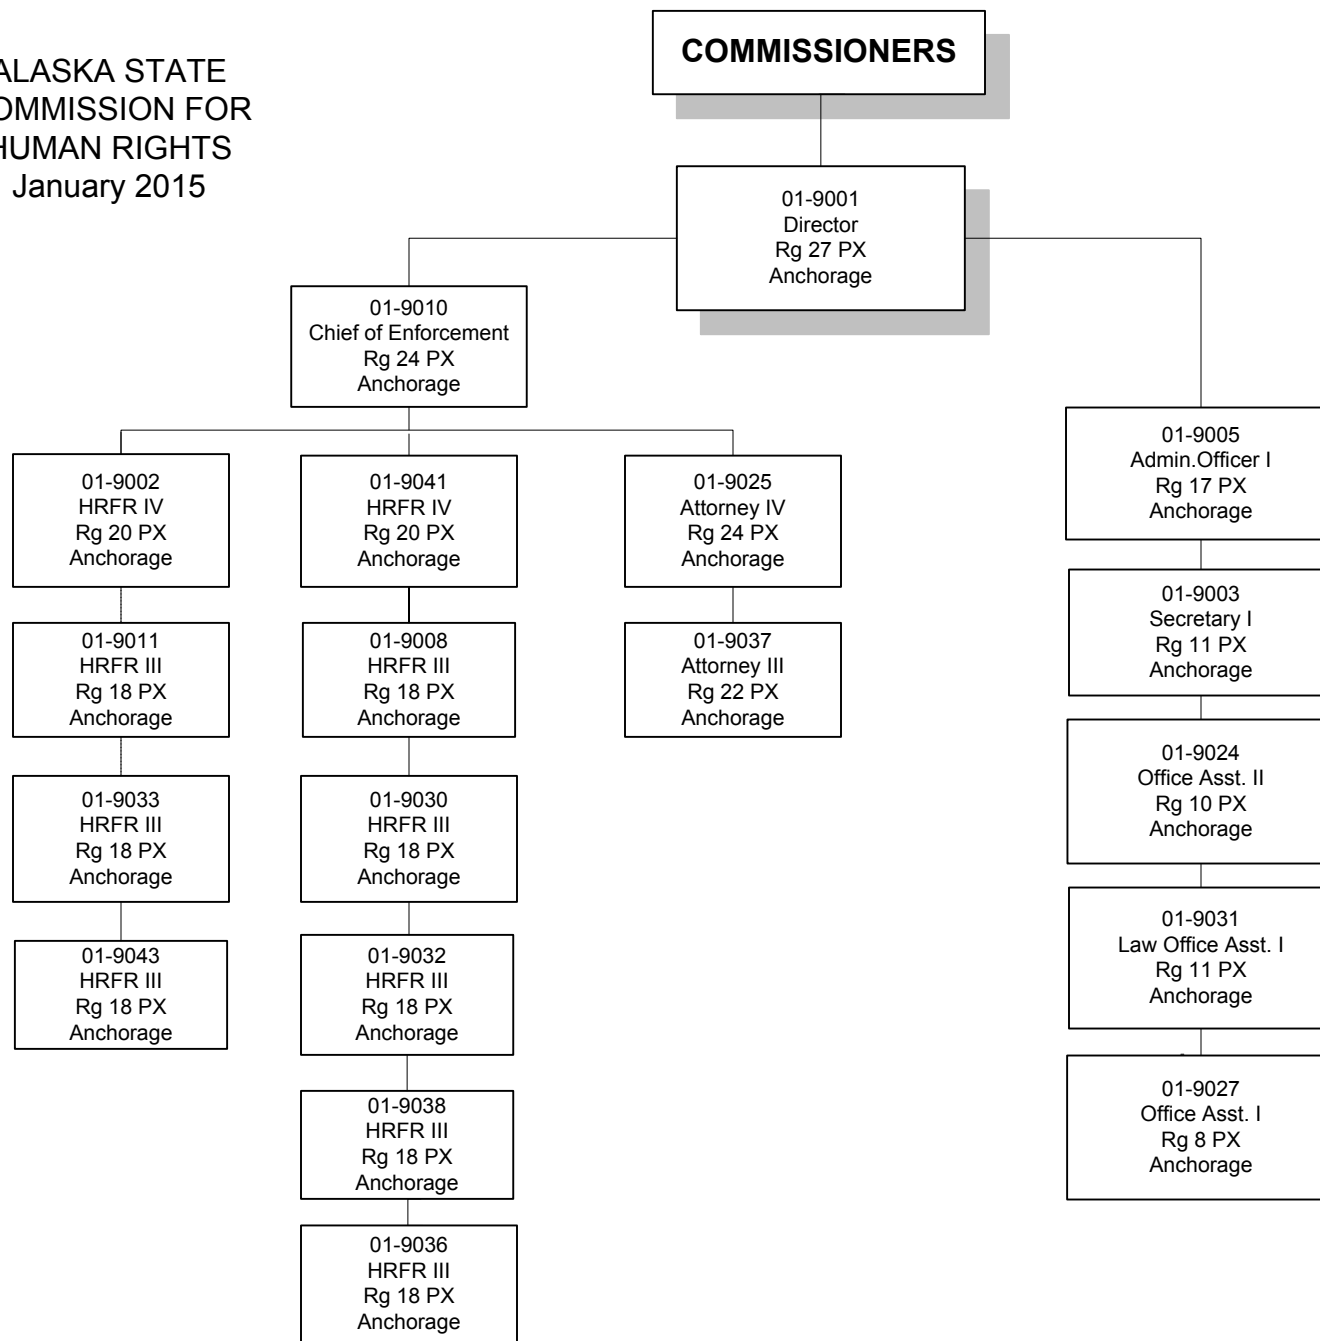 COMMISSIONERS
ALASKA STATE
OMMISSION FOR
HUMAN RIGHTS
January 2015
01-9001
Director
Rg 27 PX
Anchorage
01-9010
Chief of Enforcement
Rg 24 PX
Anchorage
01-9002
HRFR IV
Rg 20 PX
Anchorage
01-9011
HRFR III
Rg 18 PX
Anchorage
01-9033
HRFR III
Rg 18 PX
Anchorage
01-9043
HRFR III
Rg 18 PX
Anchorage
01-9041
HRFR IV
Rg 20 PX
Anchorage
01-9008
HRFR III
Rg 18 PX
Anchorage
01-9030
HRFR III
Rg 18 PX
Anchorage
01-9032
HRFR III
Rg 18 PX
Anchorage
01-9038
HRFR III
Rg 18 PX
Anchorage
01-9036
HRFR III
Rg 18 PX
Anchorage
01-9025
Attorney IV
Rg 24 PX
Anchorage
01-9037
Attorney III
Rg 22 PX
Anchorage
01-9005
Admin.Officer I
Rg 17 PX
Anchorage
01-9003
Secretary I
Rg 11 PX
Anchorage
01-9024
Office Asst. II
Rg 10 PX
Anchorage
01-9031
Law Office Asst. I
Rg 11 PX
Anchorage
01-9027
Office Asst. I
Rg 8 PX
Anchorage